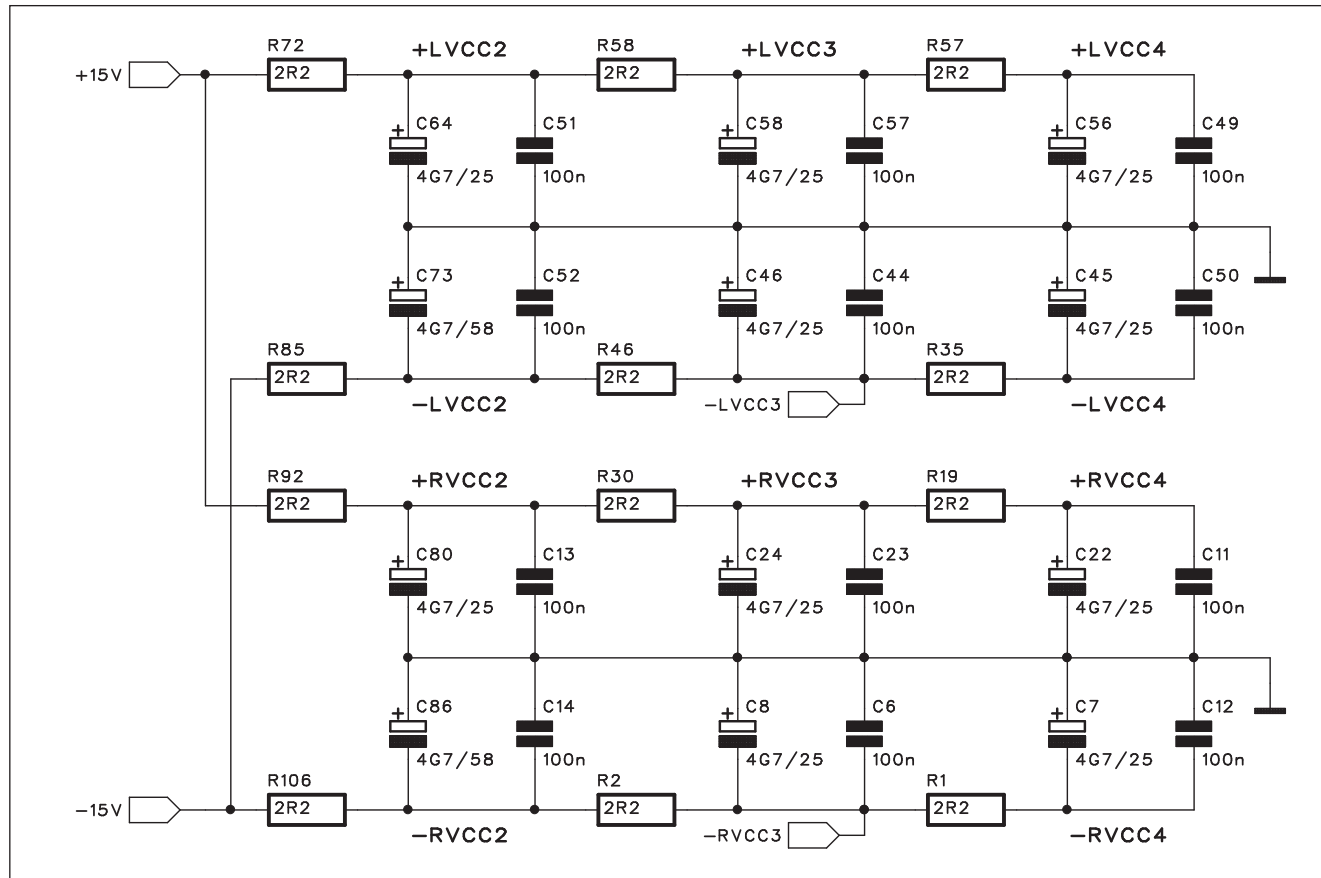 R72 +LVCC2 R58 +LVCC3 R57 +LVCC4
+15V 2R2 2R2 2R2
C64 C51 C58 C57 C56 C49
4G7/25 100n 4G7/25 100n 4G7/25 100n
C73 C52 C46 C44 C45 C50
4G7/58 100n 4G7/25 100n 4G7/25 100n
R85 R46 R35
2R2 2R2 2R2
-LVCC2 -LVCC3 -LVCC4
R92 +RVCC2 R30 +RVCC3 R19 +RVCC4
2R2 2R2 2R2
C80 C13 C24 C23 C22 C11
4G7/25 100n 4G7/25 100n 4G7/25 100n
C86 C14 C8 C6 C7 C12
4G7/58 100n 4G7/25 100n 4G7/25 100n
R106 R2 R1
-15V 2R2 2R2 2R2
-RVCC2 -RVCC3 -RVCC4